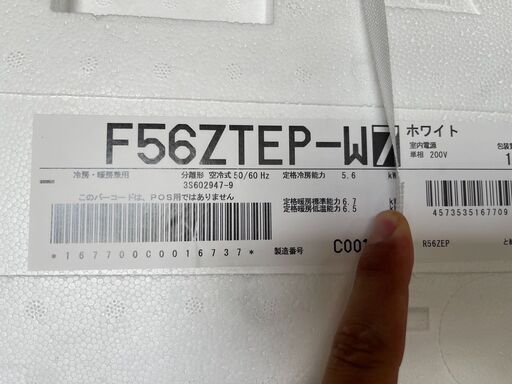 F56ZTEP-W7 ホワイト
冷房・暖房兼用
分離形 空冷式 50/60 Hz
3S602947-9
定格冷房能力 5.6
定格暖房標準能力 6.7
定格暖房低温能力 6.5
室内電源
単相 200V
包装
1
このバーコードは、POS用ではありません
*167700C0016737*
製造番号
C001
R56ZEP
4573535167709